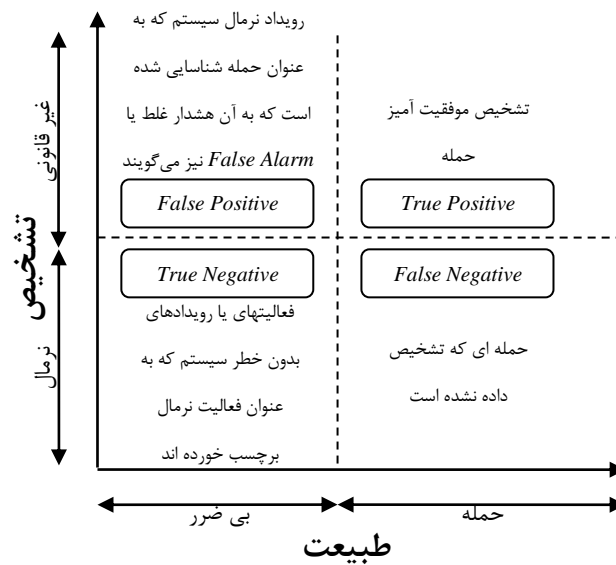 رویداد نرمال سیستم که به
عنوان حمله شناسایی شده
است که به آن هشدار غلط یا
False Alarm نیز می‌گویند
False Positive
تشخیص موفقیت آمیز
حمله
True Positive
True Negative
فعالیتهای یا رویدادهای
بدون خطر سیستم که به
عنوان فعالیت نرمال
برچسب خورده اند
False Negative
حمله ای که تشخیص
داده نشده است
غیر قانونی
نرمال
تشخیص
بی ضرر
حمله
طبیعت